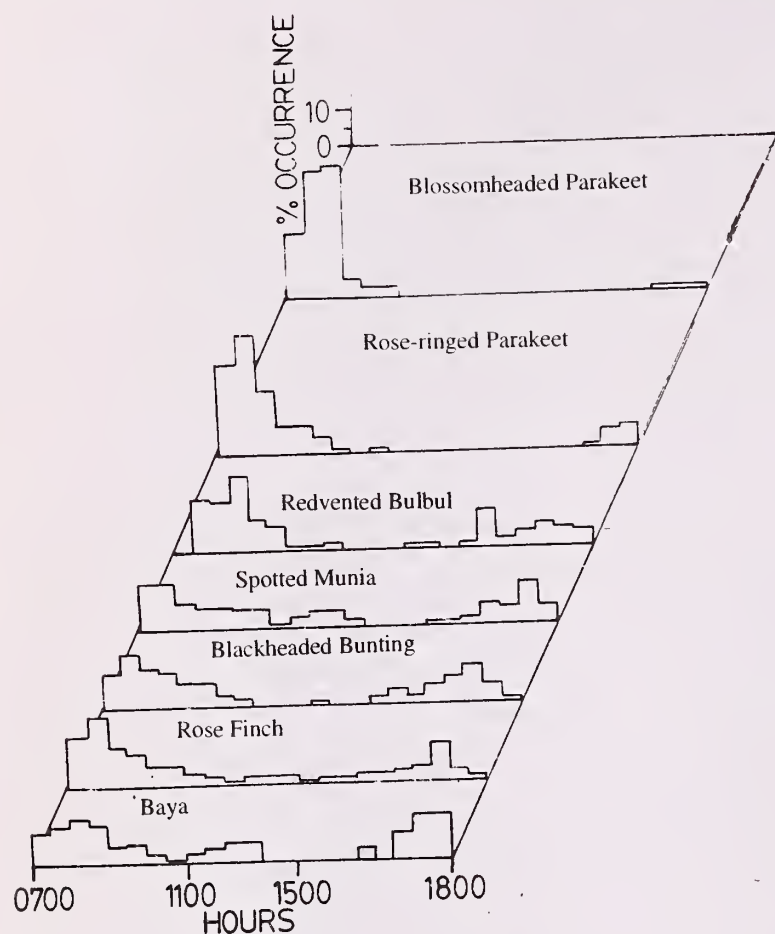 % OCCURRENCE
10
0
Blossomheaded Parakeet
Rose-ringed Parakeet
Redvented Bulbul
Spotted Munia
Blackheaded Bunting
Rose Finch
Baya
0700 1100 1500 1800
HOURS